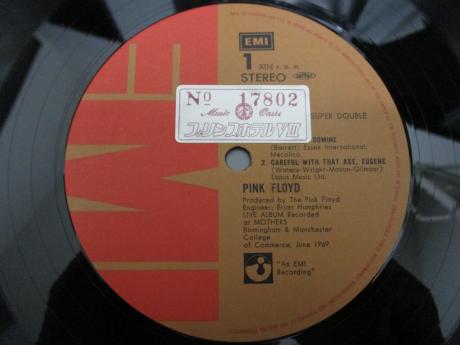 EMI
1
33⅓ r. p. m.
STEREO
No 17802
Music Oasis
プリンスホテルVIII
SUPER DOUBLE
DOMINE
(Barrett) Essex International.
Mecolico.
2. CAREFUL WITH THAT AXE, EUGENE
(Waters-Wright-Mason-Gilmour)
Lupus Music Ltd.
PINK FLOYD
Produced by The Pink Floyd
Engineer: Brian Humphries
LIVE ALBUM Recorded
at MOTHERS
Birmingham & Manchester
College
of Commerce, June 1969
"An EMI
Recording"